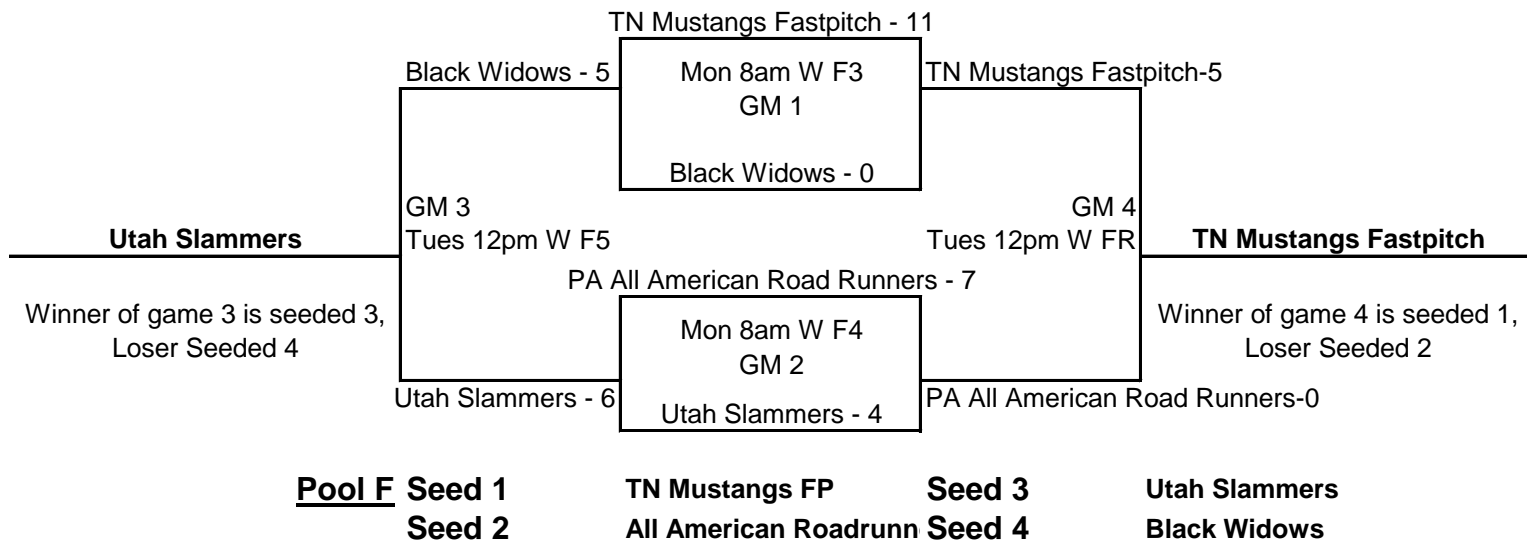 TN Mustangs Fastpitch - 11
Black Widows - 5
Mon 8am W F3
TN Mustangs Fastpitch-5
GM 1
Black Widows - 0
GM 3
GM 4
Utah Slammers
Tues 12pm W F5
Tues 12pm W FR
TN Mustangs Fastpitch
PA All American Road Runners - 7
Winner of game 3 is seeded 3,
Loser Seeded 4
Mon 8am W F4
GM 2
Winner of game 4 is seeded 1,
Loser Seeded 2
Utah Slammers - 6
Utah Slammers - 4
PA All American Road Runners-0
Pool F Seed 1 TN Mustangs FP Seed 3 Utah Slammers
Seed 2 All American Roadrunn Seed 4 Black Widows